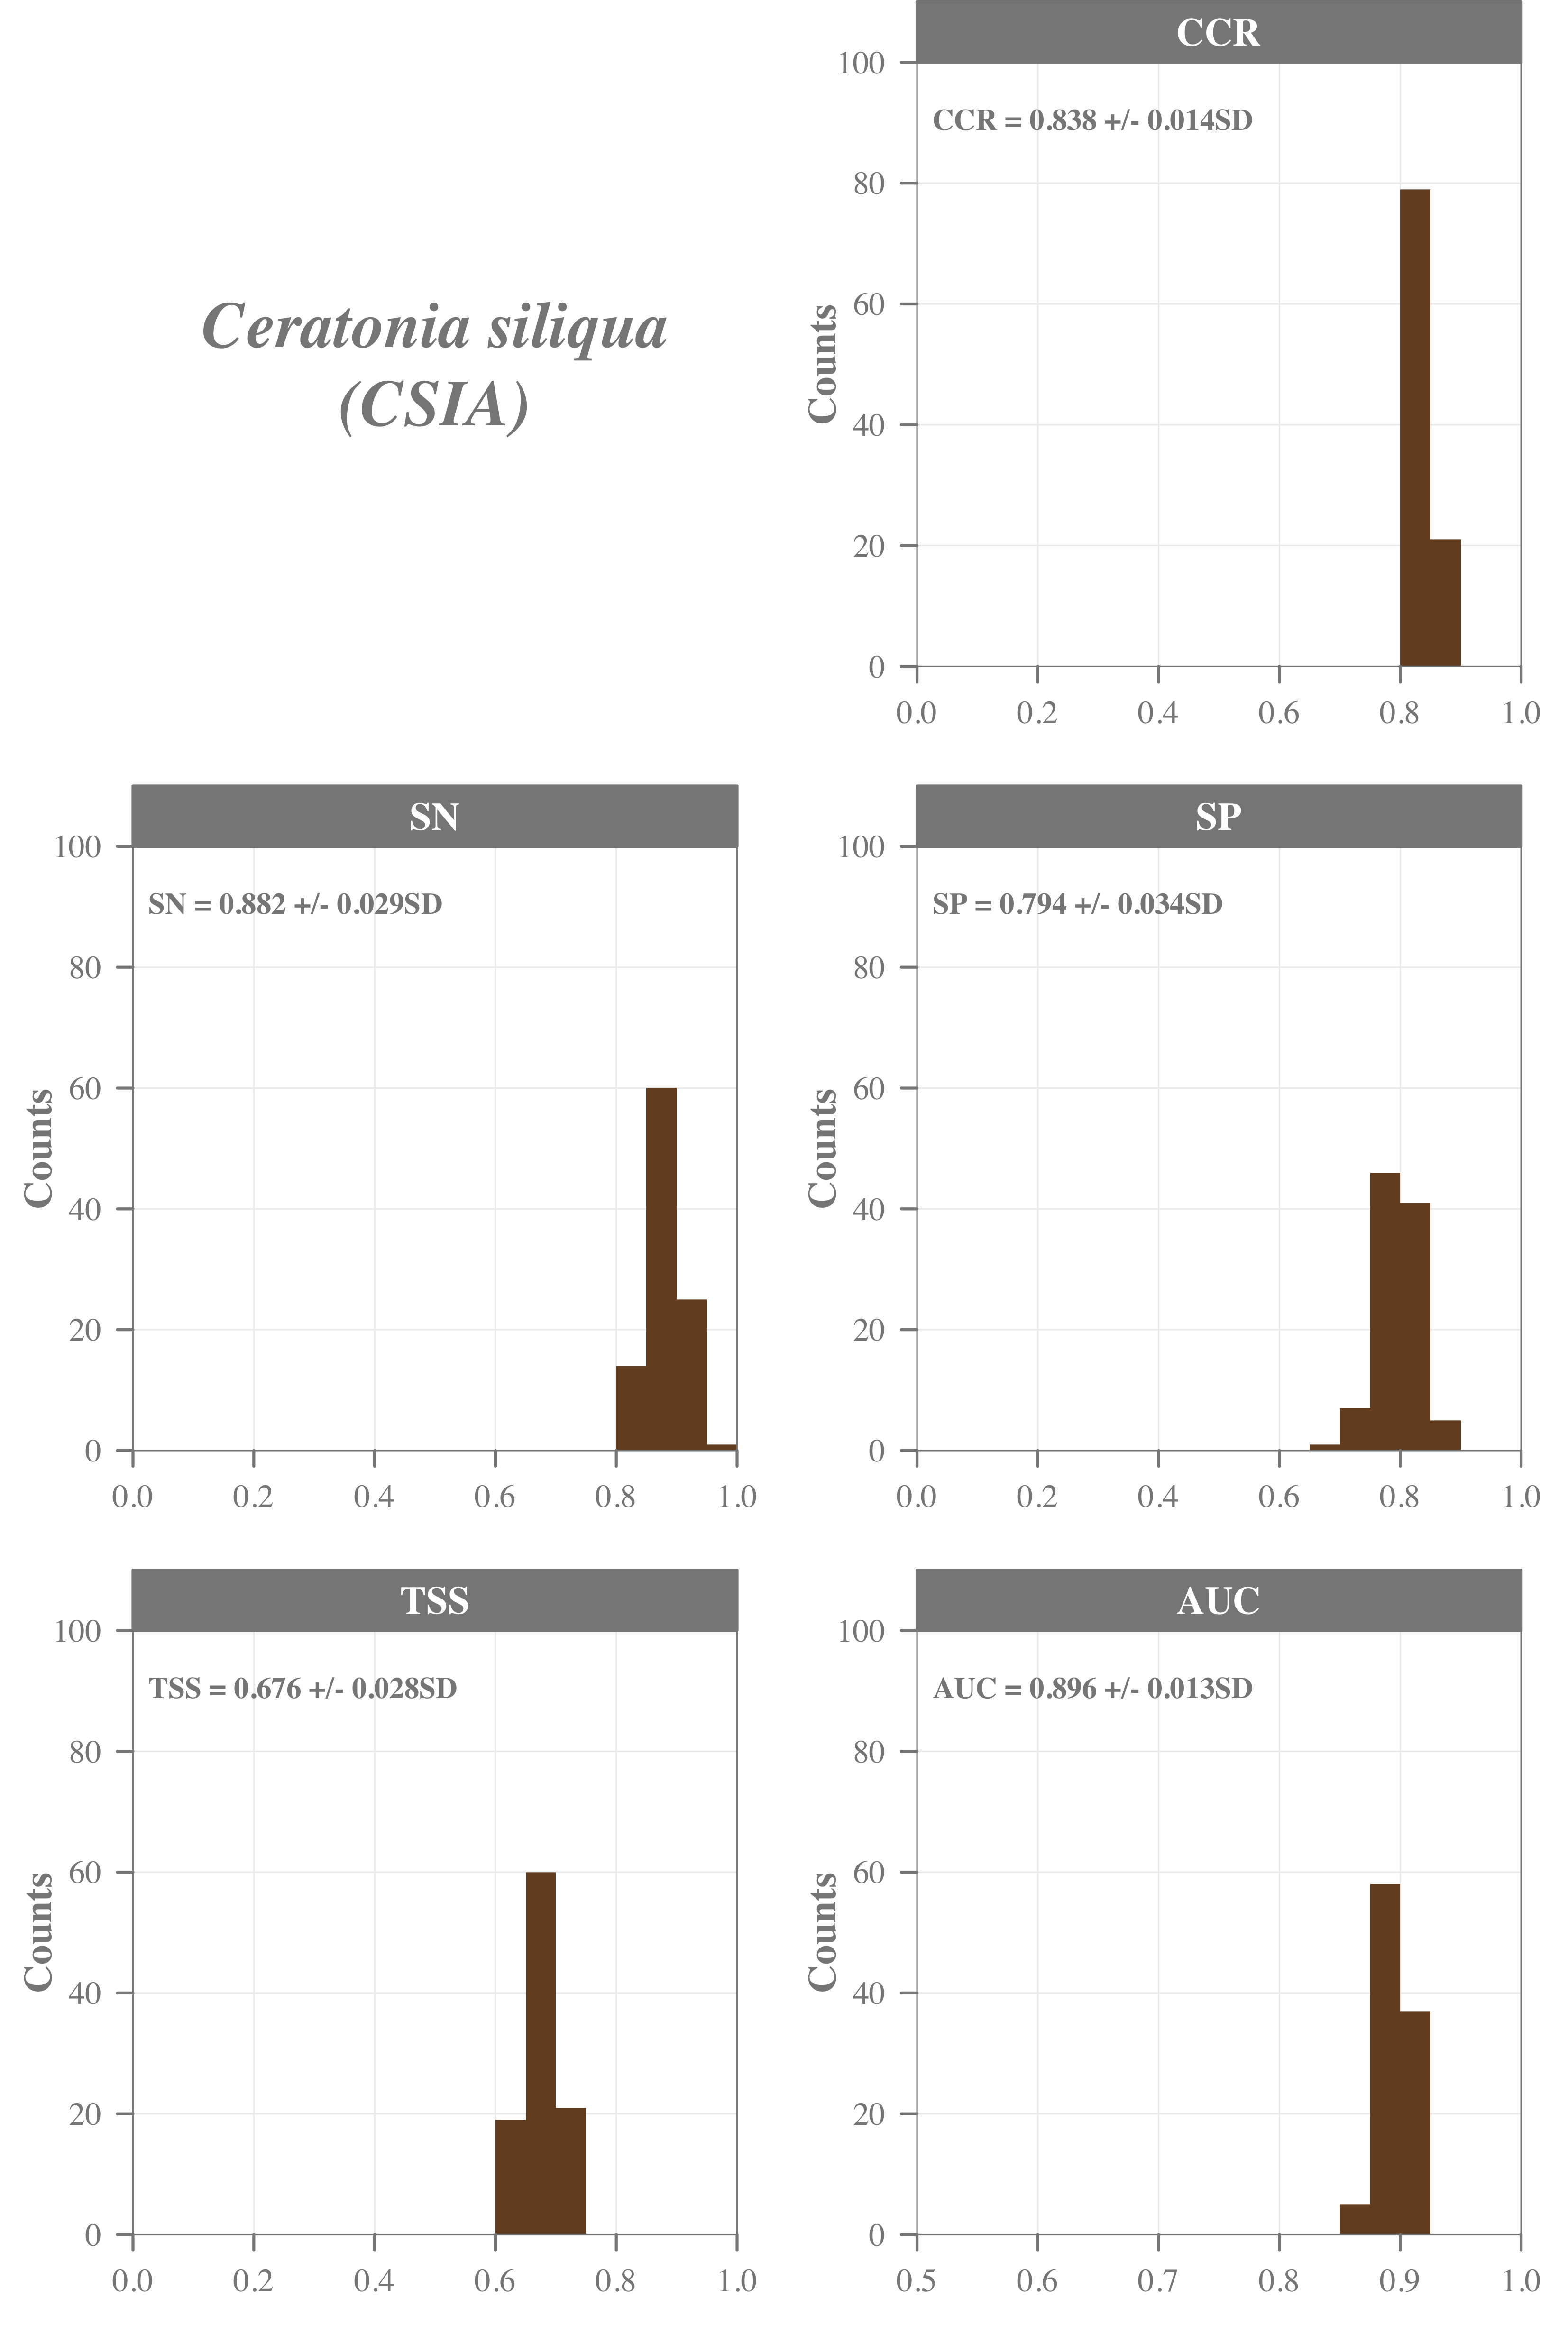 CCR
100
CCR = 0.838 +/- 0.014SD
80
60
Counts
40
20
0
0.0 0.2 0.4 0.6 0.8 1.0
Ceratonia siliqua
(CSIA)
SN
100
SN = 0.882 +/- 0.029SD
80
60
Counts
40
20
0
0.0 0.2 0.4 0.6 0.8 1.0
SP
100
SP = 0.794 +/- 0.034SD
80
60
Counts
40
20
0
0.0 0.2 0.4 0.6 0.8 1.0
TSS
100
TSS = 0.676 +/- 0.028SD
80
60
Counts
40
20
0
0.0 0.2 0.4 0.6 0.8 1.0
AUC
100
AUC = 0.896 +/- 0.013SD
80
60
Counts
40
20
0
0.5 0.6 0.7 0.8 0.9 1.0